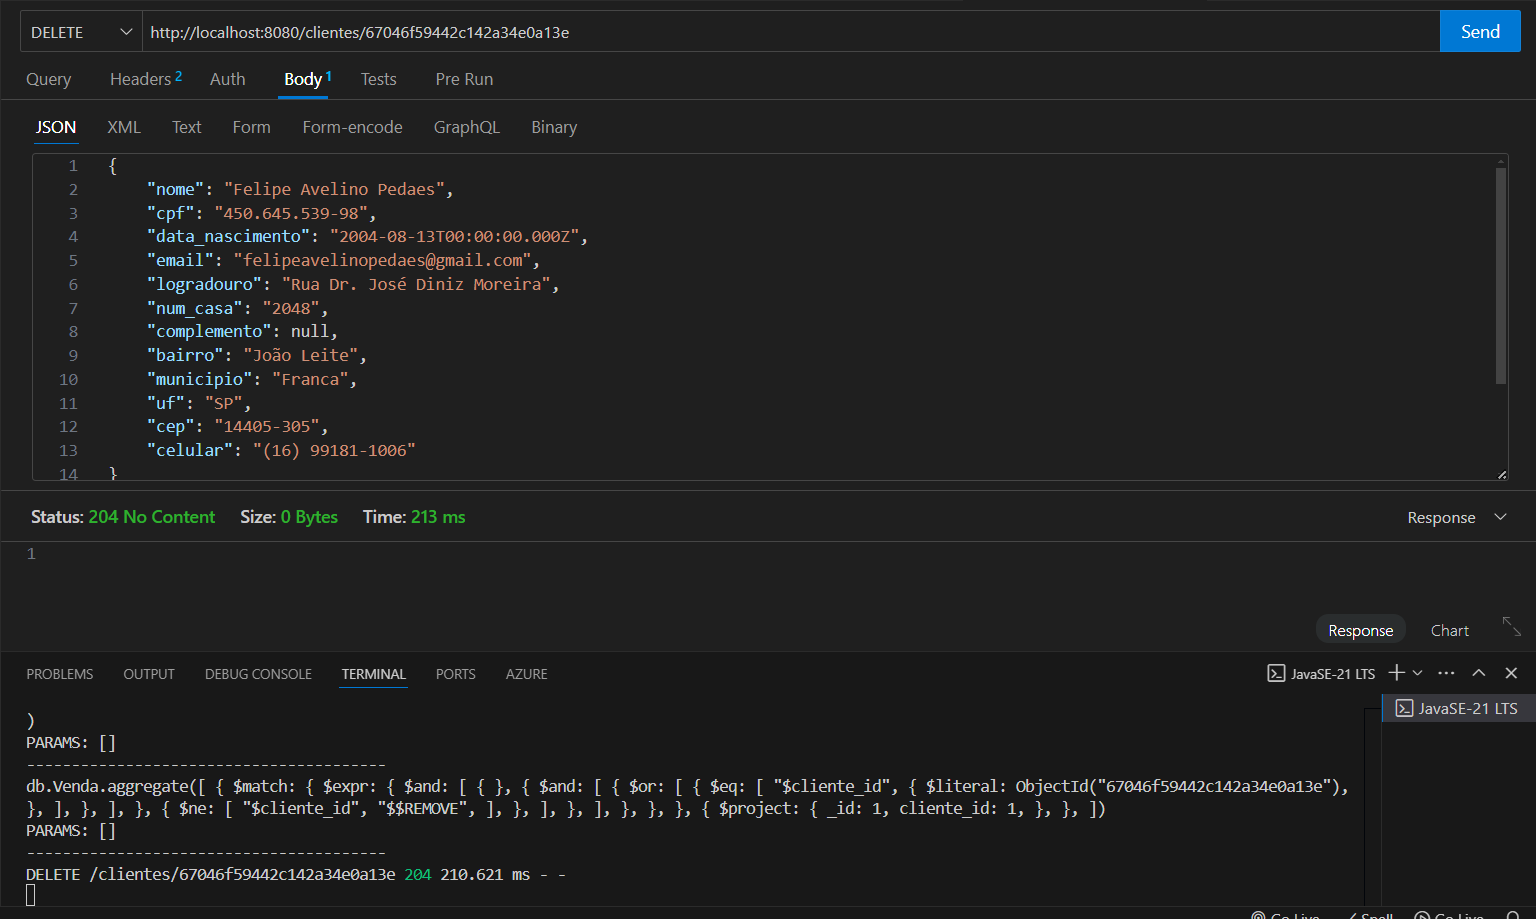 DELETE http://localhost:8080/clientes/67046f59442c142a34e0a13e Send
Query Headers 2 Auth Body 1 Tests Pre Run
JSON XML Text Form Form-encode GraphQL Binary
1 {
2 "nome": "Felipe Avelino Pedaes",
3 "cpf": "450.645.539-98",
4 "data_nascimento": "2004-08-13T00:00:00.000Z",
5 "email": "felipeavelinopedaes@gmail.com",
6 "logradouro": "Rua Dr. José Diniz Moreira",
7 "num_casa": "2048",
8 "complemento": null,
9 "bairro": "João Leite",
10 "municipio": "Franca",
11 "uf": "SP",
12 "cep": "14405-305",
13 "celular": "(16) 99181-1006"
14 }
Status: 204 No Content Size: 0 Bytes Time: 213 ms Response
1
Response Chart
PROBLEMS OUTPUT DEBUG CONSOLE TERMINAL PORTS AZURE JavaSE-21 LTS
JavaSE-21 LTS
)
PARAMS: []
----------------------------------------
db.Venda.aggregate([ { $match: { $expr: { $and: [ { }, { $and: [ { $or: [ { $eq: [ "$cliente_id", { $literal: ObjectId("67046f59442c142a34e0a13e"),
}, ], }, ], }, { $ne: [ "$cliente_id", "$$REMOVE", ], }, ], }, ], }, }, }, { $project: { _id: 1, cliente_id: 1, }, }, ])
PARAMS: []
----------------------------------------
DELETE /clientes/67046f59442c142a34e0a13e 204 210.621 ms - -
Go Live Spell Go Live